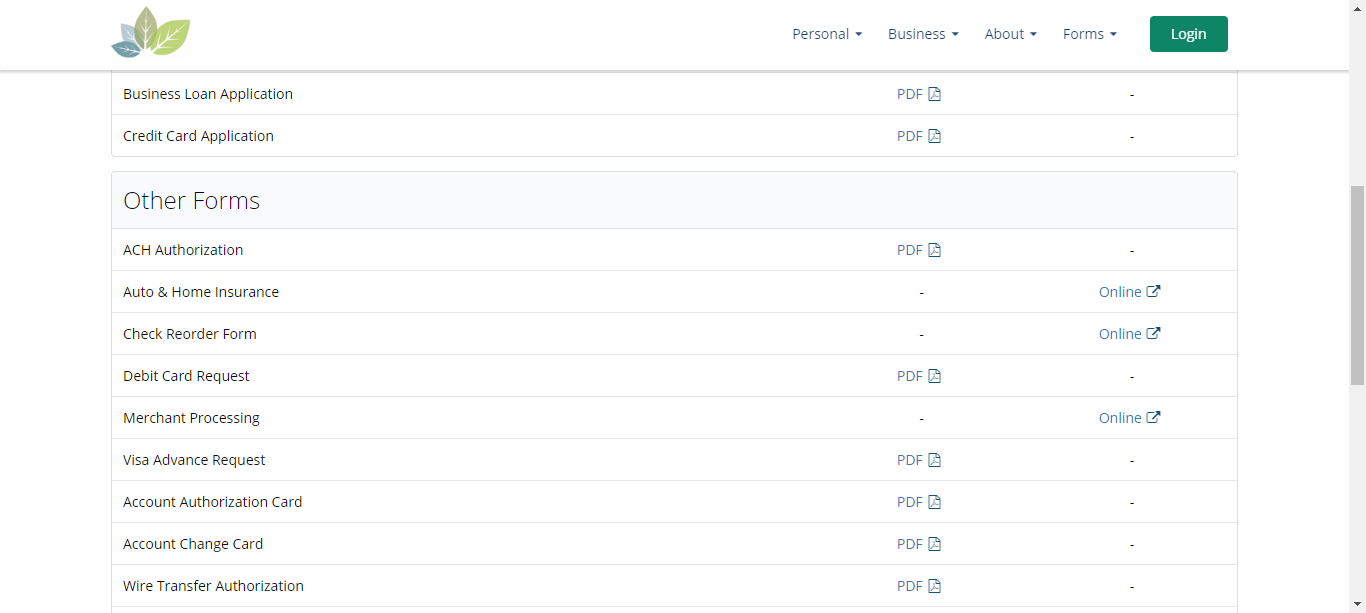 Personal Business About Forms Login
Business Loan Application PDF -
Credit Card Application PDF -
Other Forms
ACH Authorization PDF -
Auto & Home Insurance - Online
Check Reorder Form - Online
Debit Card Request PDF -
Merchant Processing - Online
Visa Advance Request PDF -
Account Authorization Card PDF -
Account Change Card PDF -
Wire Transfer Authorization PDF -